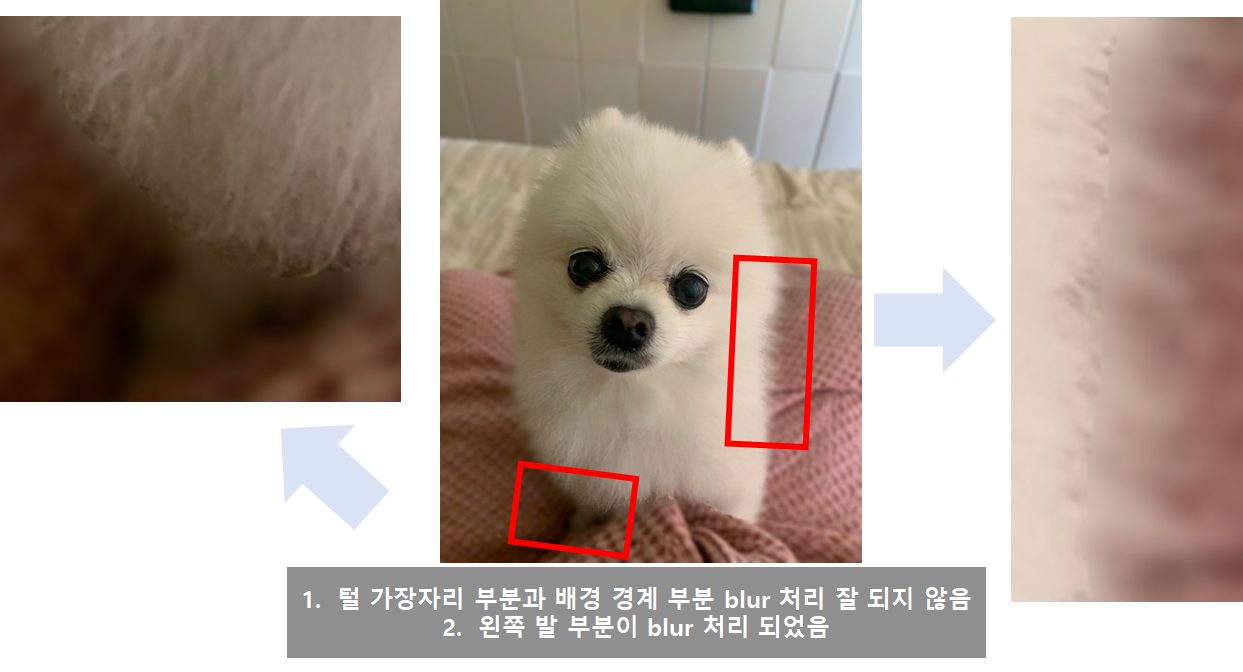 1. 털 가장자리 부분과 배경 경계 부분 blur 처리 잘 되지 않음
2. 왼쪽 발 부분이 blur 처리 되었음